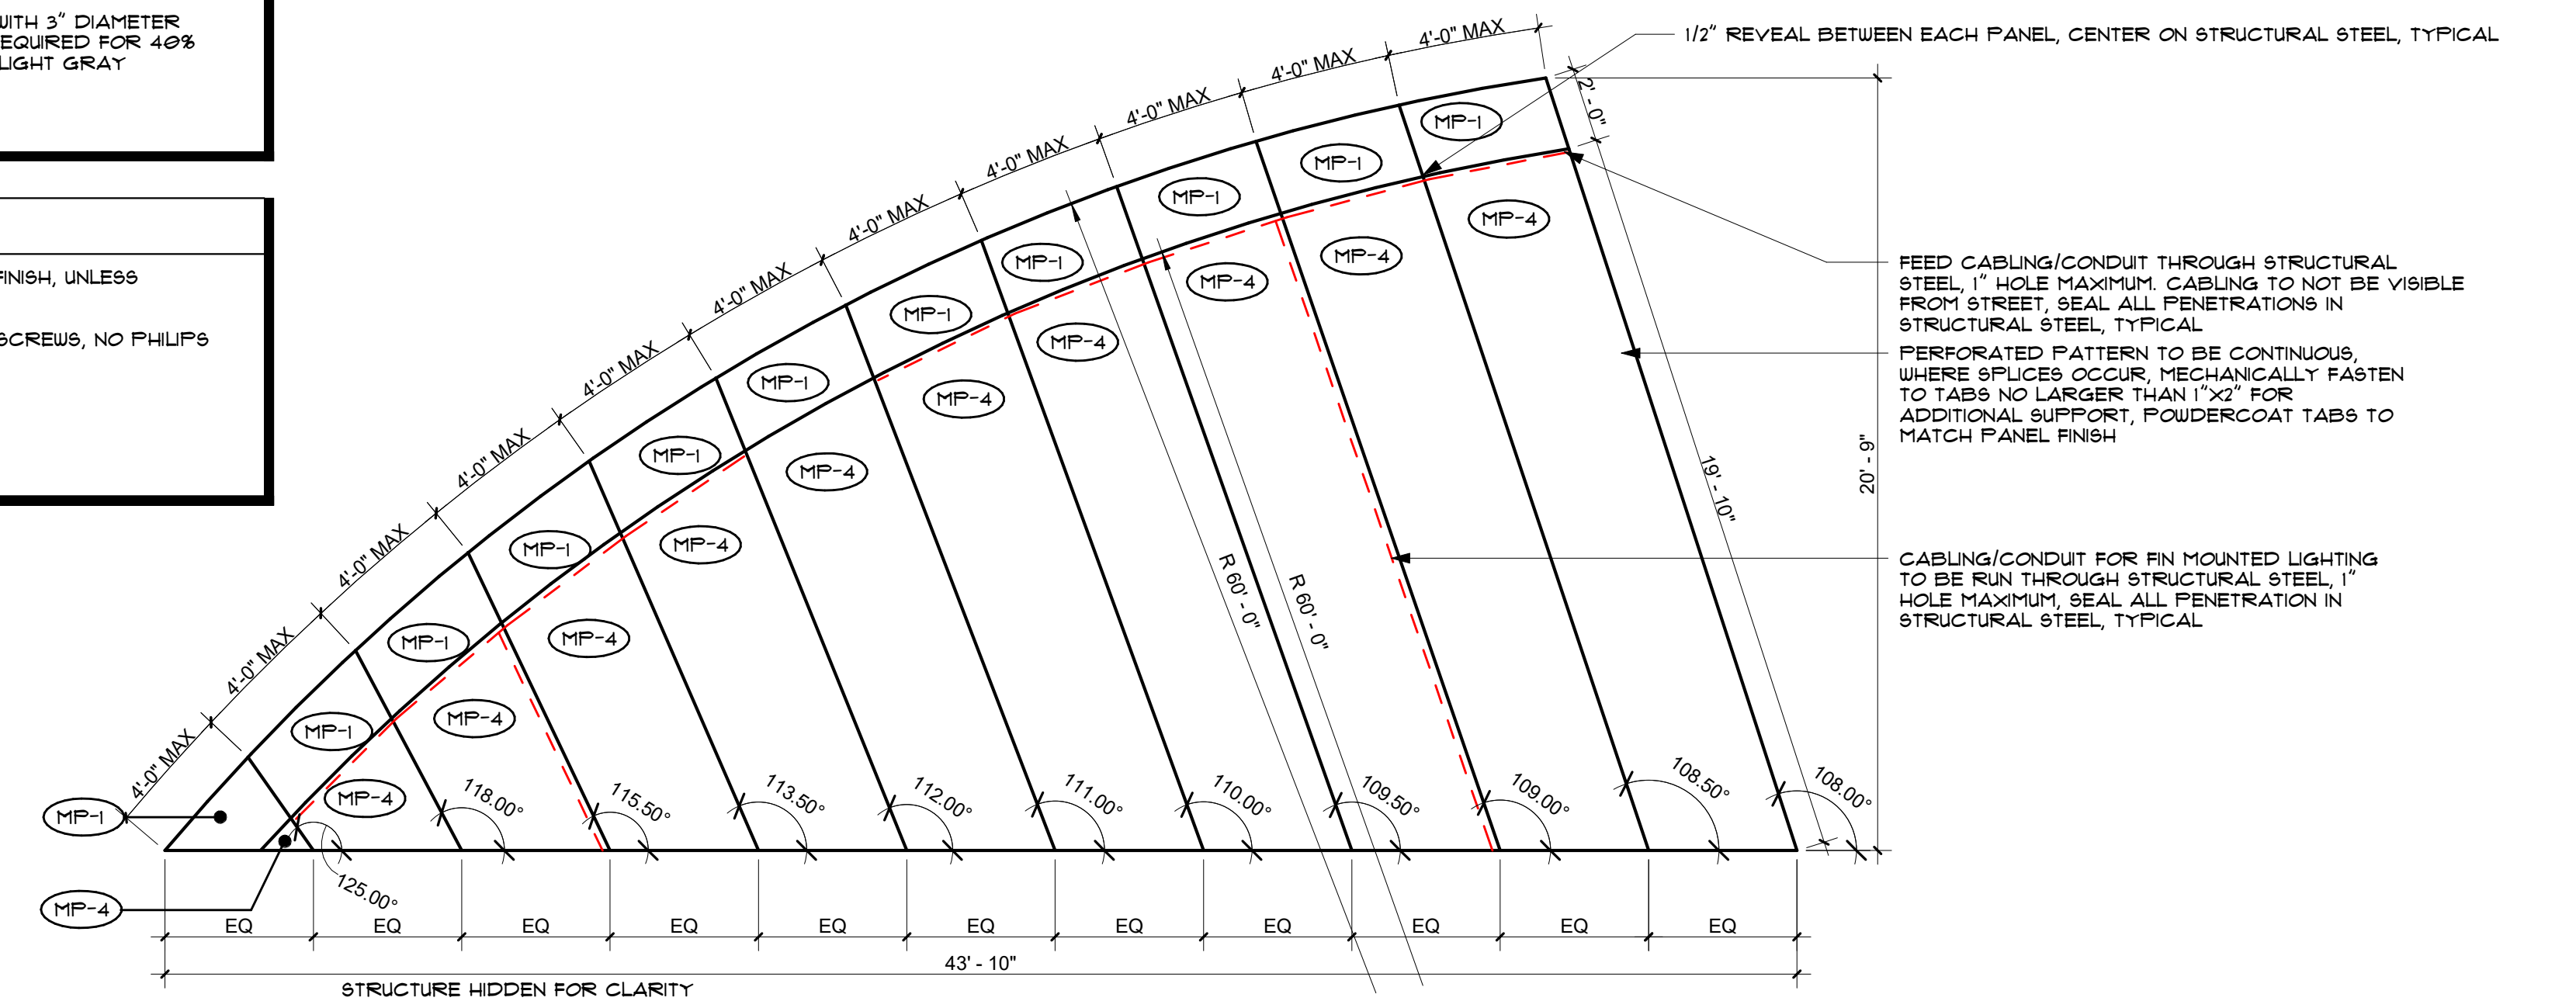 WITH 3" DIAMETER
EQUIRED FOR 40%
LIGHT GRAY
FINISH, UNLESS
SCREWS, NO PHILIPS
4'-0" MAX
4'-0" MAX
4'-0" MAX
4'-0" MAX
4'-0" MAX
4'-0" MAX
4'-0" MAX
4'-0" MAX
4'-0" MAX
4'-0" MAX
4'-0" MAX
1/2" REVEAL BETWEEN EACH PANEL, CENTER ON STRUCTURAL STEEL, TYPICAL
2' - 0"
MP-1
MP-1
MP-1
MP-1
MP-1
MP-1
MP-1
MP-1
MP-1
MP-1
MP-1
MP-4
MP-4
MP-4
MP-4
MP-4
MP-4
MP-4
MP-4
MP-4
MP-4
MP-4
FEED CABLING/CONDUIT THROUGH STRUCTURAL
STEEL, 1" HOLE MAXIMUM. CABLING TO NOT BE VISIBLE
FROM STREET, SEAL ALL PENETRATIONS IN
STRUCTURAL STEEL, TYPICAL
PERFORATED PATTERN TO BE CONTINUOUS,
WHERE SPLICES OCCUR, MECHANICALLY FASTEN
TO TABS NO LARGER THAN 1"X2" FOR
ADDITIONAL SUPPORT, POWDERCOAT TABS TO
MATCH PANEL FINISH
20' - 9"
19' - 10"
R 60' - 0"
R 60' - 0"
CABLING/CONDUIT FOR FIN MOUNTED LIGHTING
TO BE RUN THROUGH STRUCTURAL STEEL, 1"
HOLE MAXIMUM, SEAL ALL PENETRATION IN
STRUCTURAL STEEL, TYPICAL
125.00°
118.00°
115.50°
113.50°
112.00°
111.00°
110.00°
109.50°
109.00°
108.50°
108.00°
EQ
EQ
EQ
EQ
EQ
EQ
EQ
EQ
EQ
EQ
EQ
43' - 10"
STRUCTURE HIDDEN FOR CLARITY